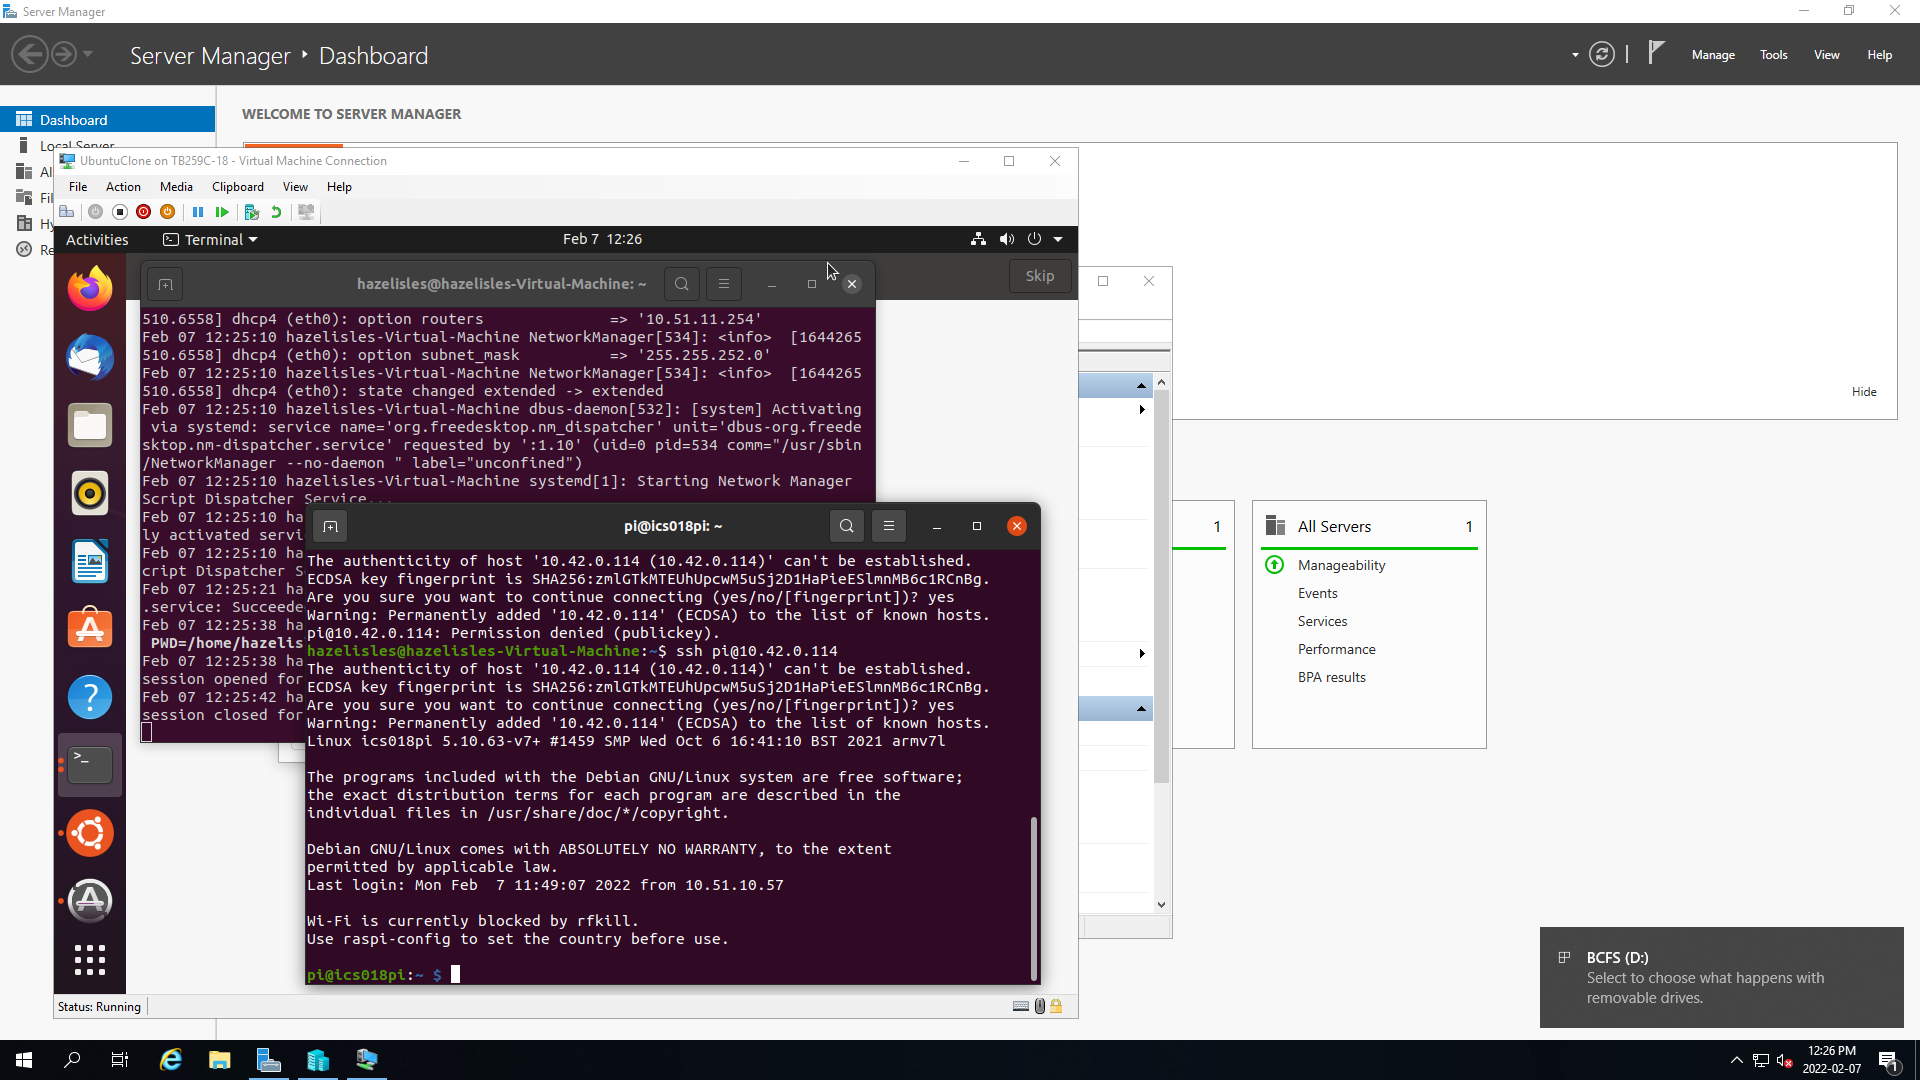 Server Manager
Server Manager ‣ Dashboard
Manage
Tools
View
Help
Dashboard
Local Server
Al
Fil
Hy
Re
WELCOME TO SERVER MANAGER
Hide
UbuntuClone on TB259C-18 - Virtual Machine Connection
File Action Media Clipboard View Help
Activities
Terminal
Feb 7 12:26
Skip
hazelisles@hazelisles-Virtual-Machine: ~
510.6558] dhcp4 (eth0): option routers => '10.51.11.254'
Feb 07 12:25:10 hazelisles-Virtual-Machine NetworkManager[534]: <info> [1644265
510.6558] dhcp4 (eth0): option subnet_mask => '255.255.252.0'
Feb 07 12:25:10 hazelisles-Virtual-Machine NetworkManager[534]: <info> [1644265
510.6558] dhcp4 (eth0): state changed extended -> extended
Feb 07 12:25:10 hazelisles-Virtual-Machine dbus-daemon[532]: [system] Activating
via systemd: service name='org.freedesktop.nm_dispatcher' unit='dbus-org.freede
sktop.nm-dispatcher.service' requested by ':1.10' (uid=0 pid=534 comm="/usr/sbin
/NetworkManager --no-daemon " label="unconfined")
Feb 07 12:25:10 hazelisles-Virtual-Machine systemd[1]: Starting Network Manager
Script Dispatcher Service...
Feb 07 12:25:10 ha
ly activated servi
Feb 07 12:25:10 ha
cript Dispatcher S
Feb 07 12:25:21 ha
.service: Succeede
Feb 07 12:25:38 ha
PWD=/home/hazelis
Feb 07 12:25:38 ha
session opened for
Feb 07 12:25:42 ha
session closed for
pi@ics018pi: ~
The authenticity of host '10.42.0.114 (10.42.0.114)' can't be established.
ECDSA key fingerprint is SHA256:zmlGTkMTEUhUpcwM5uSj2D1HaPieESlmnMB6c1RCnBg.
Are you sure you want to continue connecting (yes/no/[fingerprint])? yes
Warning: Permanently added '10.42.0.114' (ECDSA) to the list of known hosts.
pi@10.42.0.114: Permission denied (publickey).
hazelisles@hazelisles-Virtual-Machine:~$ ssh pi@10.42.0.114
The authenticity of host '10.42.0.114 (10.42.0.114)' can't be established.
ECDSA key fingerprint is SHA256:zmlGTkMTEUhUpcwM5uSj2D1HaPieESlmnMB6c1RCnBg.
Are you sure you want to continue connecting (yes/no/[fingerprint])? yes
Warning: Permanently added '10.42.0.114' (ECDSA) to the list of known hosts.
Linux ics018pi 5.10.63-v7+ #1459 SMP Wed Oct 6 16:41:10 BST 2021 armv7l
The programs included with the Debian GNU/Linux system are free software;
the exact distribution terms for each program are described in the
individual files in /usr/share/doc/*/copyright.
Debian GNU/Linux comes with ABSOLUTELY NO WARRANTY, to the extent
permitted by applicable law.
Last login: Mon Feb  7 11:49:07 2022 from 10.51.10.57
Wi-Fi is currently blocked by rfkill.
Use raspi-config to set the country before use.
pi@ics018pi:~ $
Status: Running
1
All Servers 1
Manageability
Events
Services
Performance
BPA results
BCFS (D:)
Select to choose what happens with
removable drives.
12:26 PM
2022-02-07
1